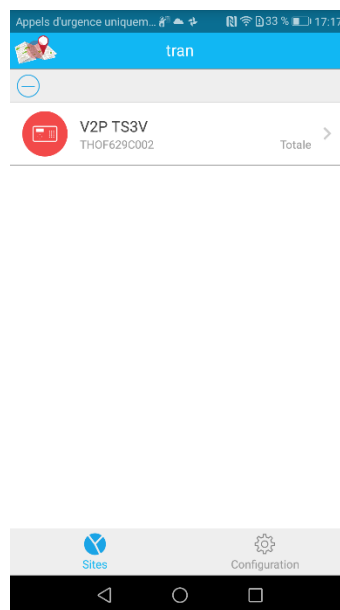 Appels d'urgence uniquem... 33 % 17:17
tran
V2P TS3V
THOF629C002
Totale
Sites
Configuration